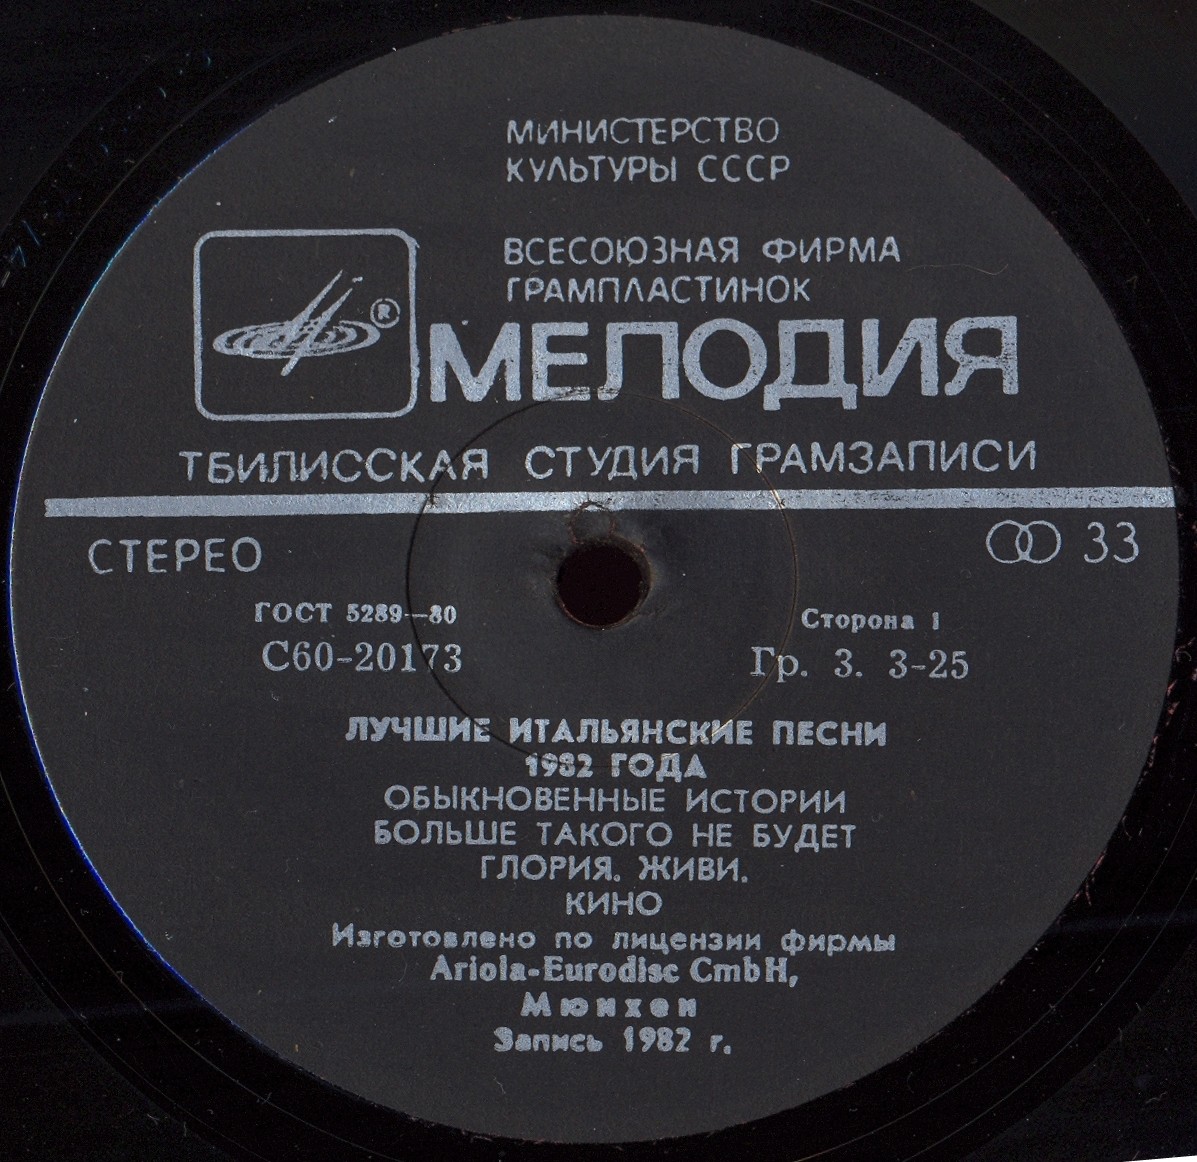 МИНИСТЕРСТВО
КУЛЬТУРЫ СССР
ВСЕСОЮЗНАЯ ФИРМА
ГРАМПЛАСТИНОК
®
МЕЛОДИЯ
ТБИЛИССКАЯ СТУДИЯ ГРАМЗАПИСИ
СТЕРЕО
33
ГОСТ 5289—80
Сторона 1
С60-20173
Гр. 3. 3-25
ЛУЧШИЕ ИТАЛЬЯНСКИЕ ПЕСНИ
1982 ГОДА
ОБЫКНОВЕННЫЕ ИСТОРИИ
БОЛЬШЕ ТАКОГО НЕ БУДЕТ
ГЛОРИЯ. ЖИВИ.
КИНО
Изготовлено по лицензии фирмы
Ariola-Eurodisc CmbH,
Мюнхен
Запись 1982 г.